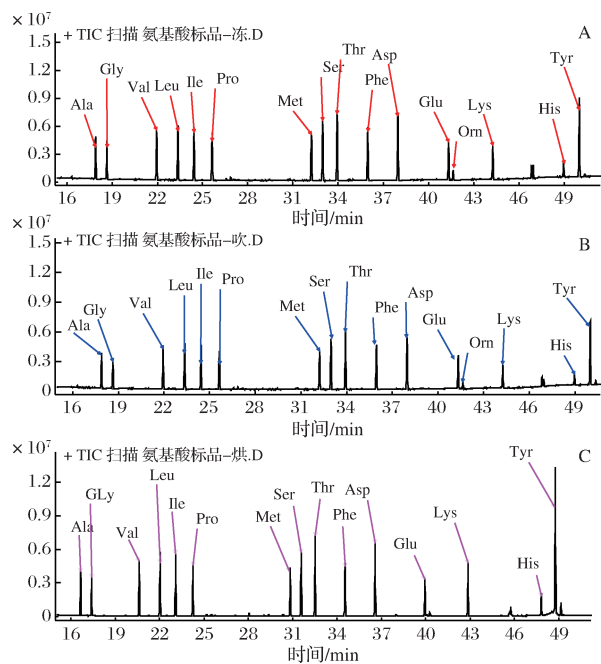 × 10⁷
+ TIC 扫描 氨基酸标品-冻.D
A
1.5
1.2
0.9
0.6
0.3
0
Ala
Gly
Val
Leu
Ile
Pro
Met
Ser
Thr
Phe
Asp
Glu
Orn
Lys
His
Tyr
16 19 22 25 28 31 34 37 40 43 46 49
时间/min
× 10⁷
+ TIC 扫描 氨基酸标品-吹.D
B
1.5
1.2
0.9
0.6
0.3
0
Ala
Gly
Val
Leu
Ile
Pro
Met
Ser
Thr
Phe
Asp
Glu
Orn
Lys
His
Tyr
16 19 22 25 28 31 34 37 40 43 46 49
时间/min
× 10⁷
+ TIC 扫描 氨基酸标品-烘.D
C
1.2
0.9
0.6
0.3
0
Ala
GLy
Val
Leu
Ile
Pro
Met
Ser
Thr
Phe
Asp
Glu
Lys
His
Tyr
16 19 22 25 28 31 34 37 40 43 46 49
时间/min